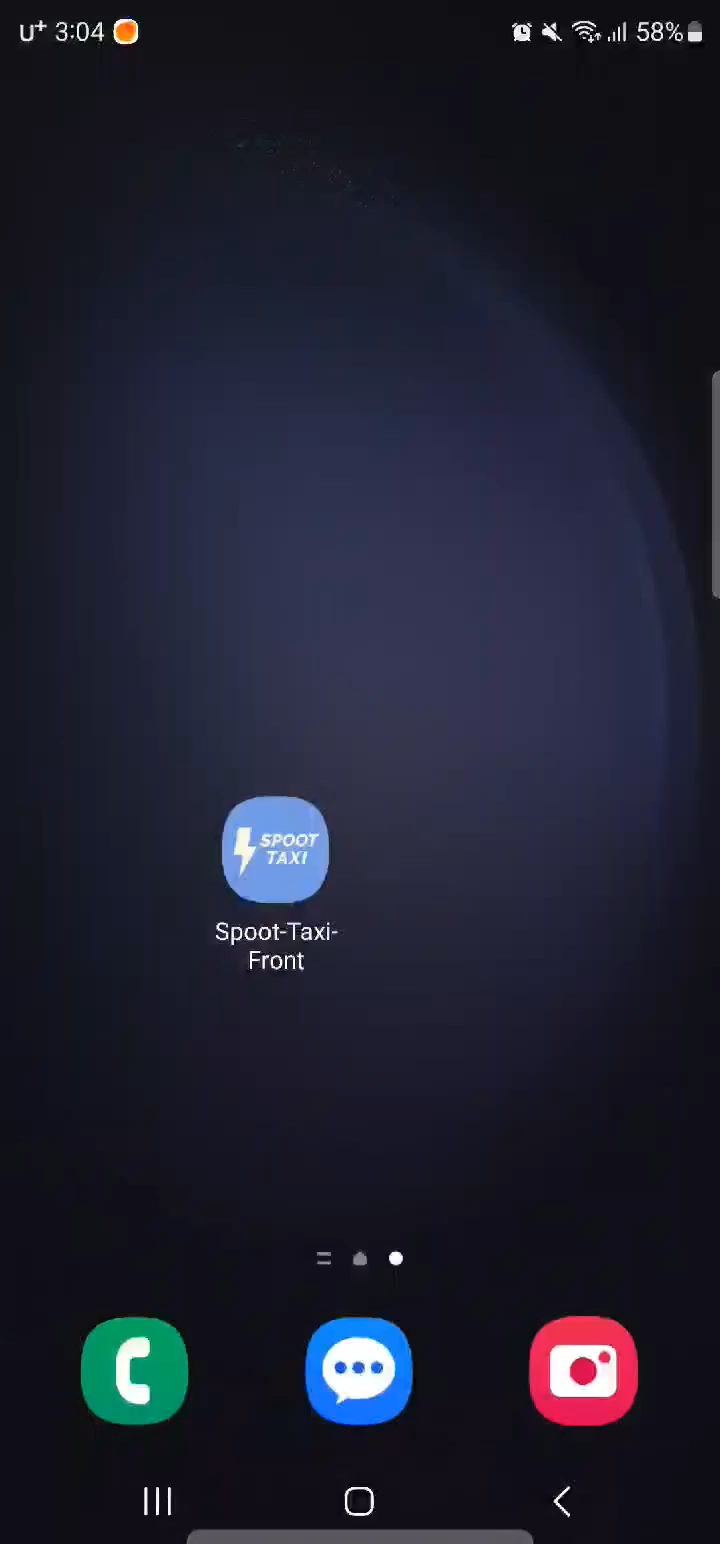 U⁺ 3:04
58%
SPOOT
TAXI
Spoot-Taxi-
Front